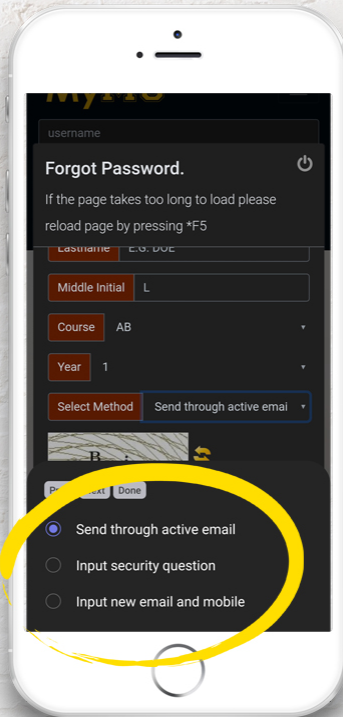 username
Forgot Password.
If the page takes too long to load please
reload page by pressing *F5
Lastname E.G. DOE
Middle Initial L
Course AB
Year 1
Select Method Send through active emai
Done
Send through active email
Input security question
Input new email and mobile